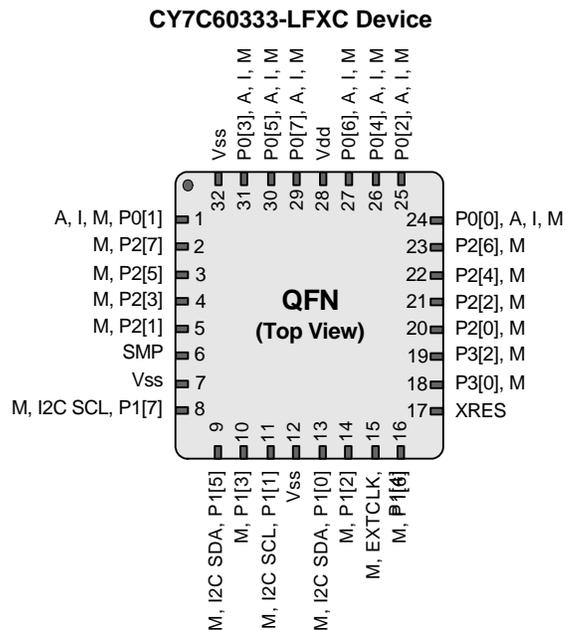 CY7C60333-LFXC Device
Vss
P0[3], A, I, M
P0[5], A, I, M
P0[7], A, I, M
Vdd
P0[6], A, I, M
P0[4], A, I, M
P0[2], A, I, M
32
31
30
29
28
27
26
25
A, I, M, P0[1] 1
M, P2[7] 2
M, P2[5] 3
M, P2[3] 4
M, P2[1] 5
SMP 6
Vss 7
M, I2C SCL, P1[7] 8
QFN
(Top View)
24 P0[0], A, I, M
23 P2[6], M
22 P2[4], M
21 P2[2], M
20 P2[0], M
19 P3[2], M
18 P3[0], M
17 XRES
9
10
11
12
13
14
15
16
M, I2C SDA, P1[5]
M, P1[3]
M, I2C SCL, P1[1]
Vss
M, I2C SDA, P1[0]
M, P1[2]
M, EXTCLK,
M,